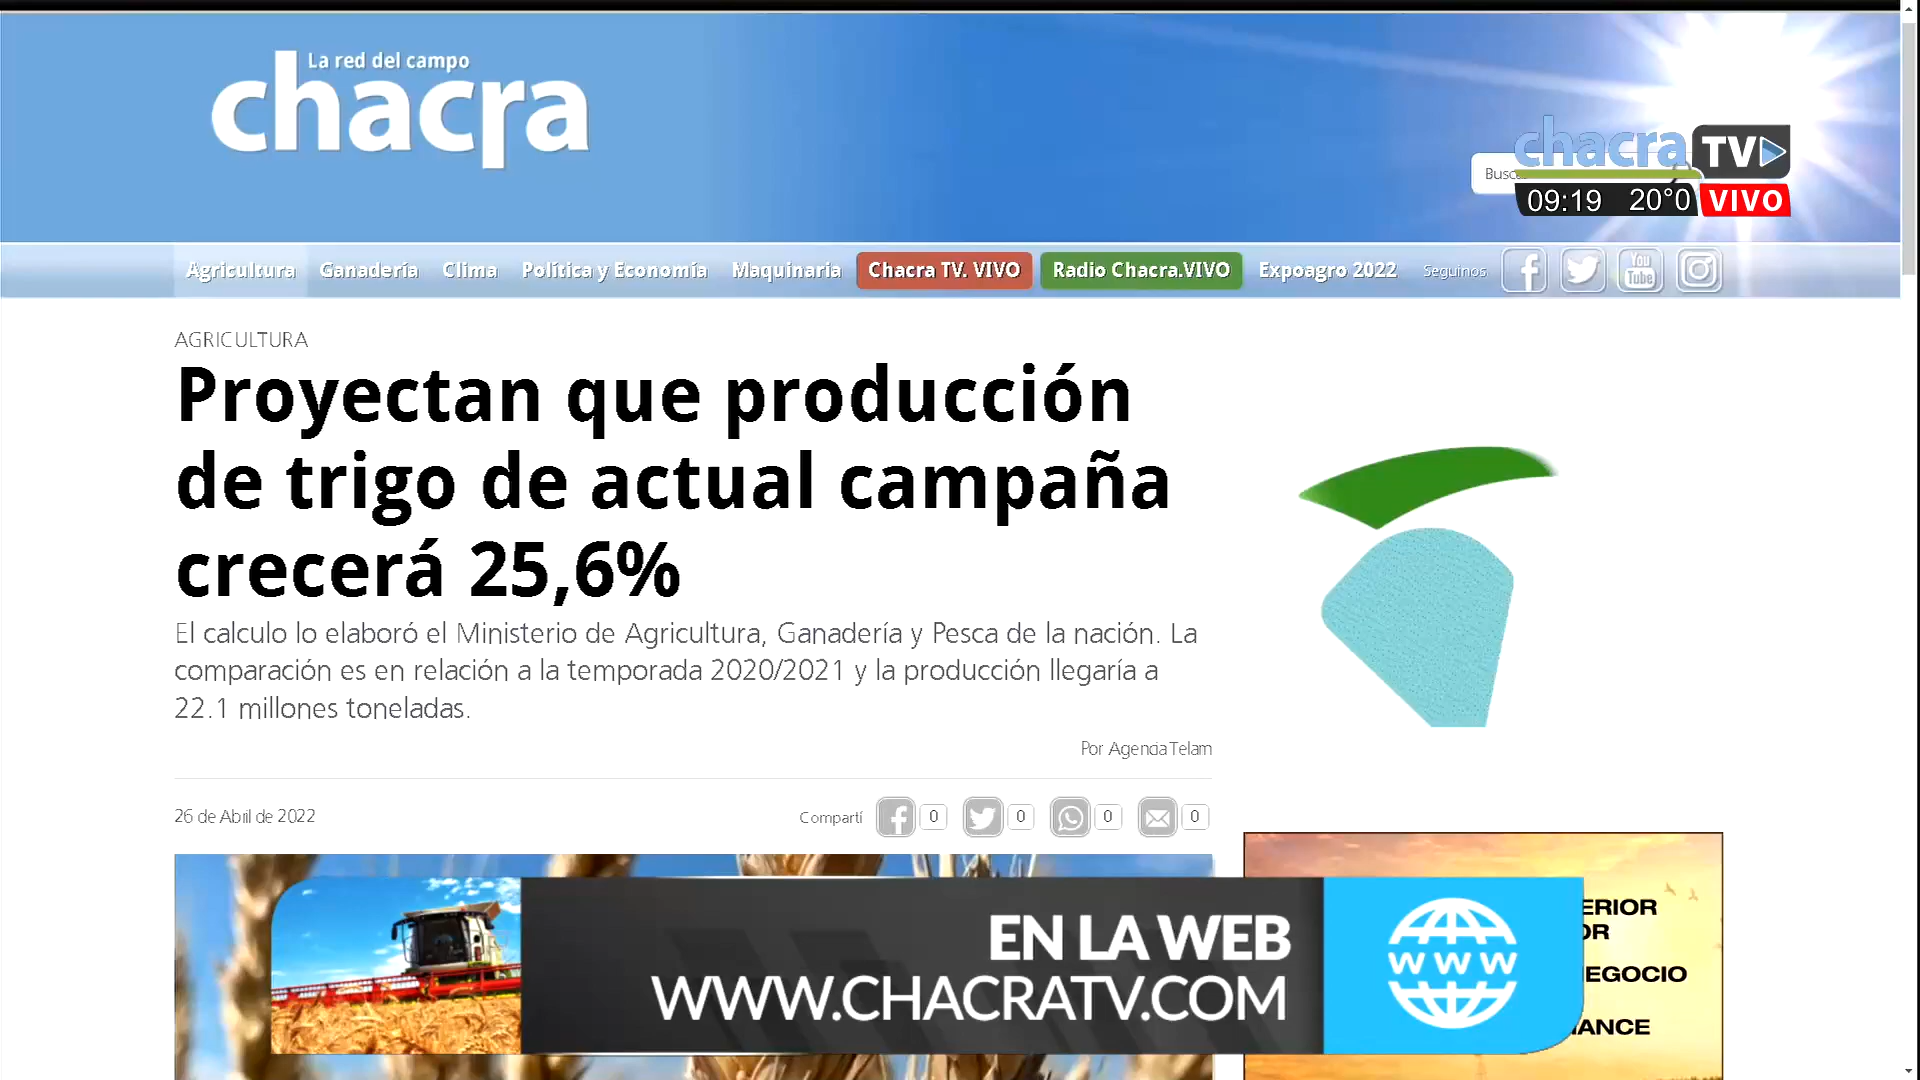 La red del campo
chacra
chacra TV
09:19 20°0 VIVO
Agricultura Ganadería Clima Política y Economía Maquinaria Chacra TV. VIVO Radio Chacra.VIVO Expoagro 2022 Seguinos
You
Tube
AGRICULTURA
Proyectan que producción
de trigo de actual campaña
crecerá 25,6%
El calculo lo elaboró el Ministerio de Agricultura, Ganadería y Pesca de la nación. La
comparación es en relación a la temporada 2020/2021 y la producción llegaría a
22.1 millones toneladas.
Por Agencia Telam
26 de Abril de 2022
Compartí 0 0 0 0
EN LA WEB
WWW.CHACRATV.COM
WWW